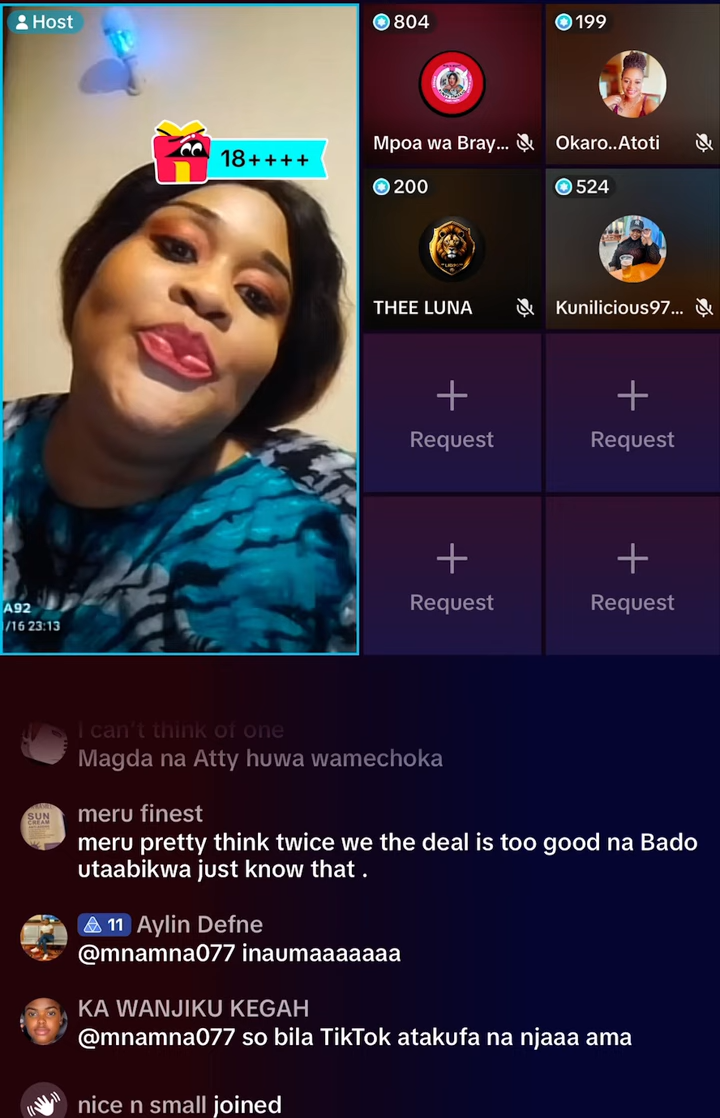 Host
18++++
A92
/16 23:13
804
Mpoa wa Bray...
199
Okaro..Atoti
200
THEE LUNA
524
Kunilicious97...
Request
Request
Request
Request
I can't think of one
Magda na Atty huwa wamechoka
meru finest
meru pretty think twice we the deal is too good na Bado
utaabikwa just know that .
11 Aylin Defne
@mnamna077 inaumaaaaaaa
KA WANJIKU KEGAH
@mnamna077 so bila TikTok atakufa na njaaa ama
nice n small joined